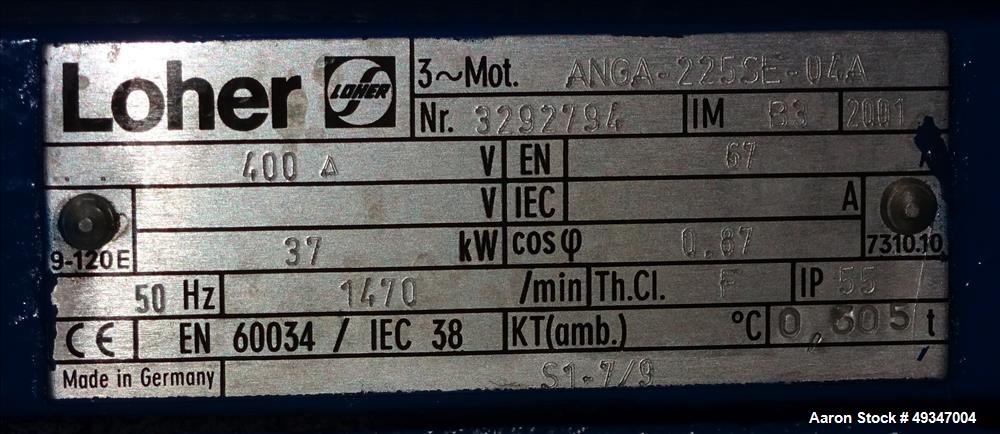 Loher LOHER 3~Mot. ANGA-225SE-04A
Nr. 3292794 IM B3 2001
400 Δ V EN 67 A
V IEC A
9-120E 37 kW cosφ 0.87 7310.10
50 Hz 1470 /min Th.Cl. F IP 55
CE EN 60034 / IEC 38 KT(amb.) °C 0,305 t
Made in Germany S1-7/9
Aaron Stock # 49347004